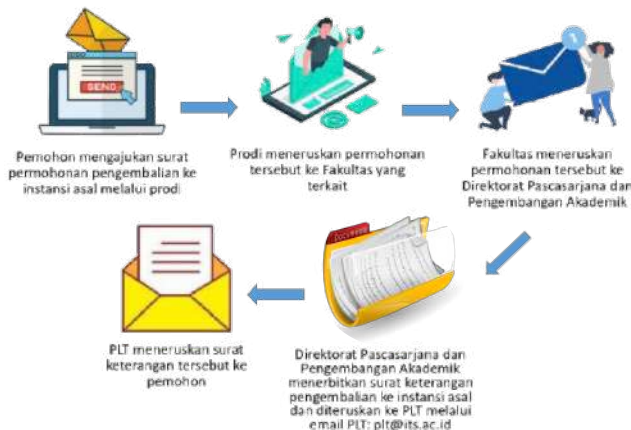 SEND
Pemohon mengajukan surat
permohonan pengembalian ke
instansi asal melalui prodi
Prodi meneruskan permohonan
tersebut ke Fakultas yang
terkait
1
Fakultas meneruskan
permohonan tersebut ke
Direktorat Pascasarjana dan
Pengembangan Akademik
PLT meneruskan surat
keterangan tersebut ke
pemohon
Direktorat Pascasarjana dan
Pengembangan Akademik
menerbitkan surat keterangan
pengembalian ke instansi asal
dan diteruskan ke PLT melalui
email PLT: plt@its.ac.id